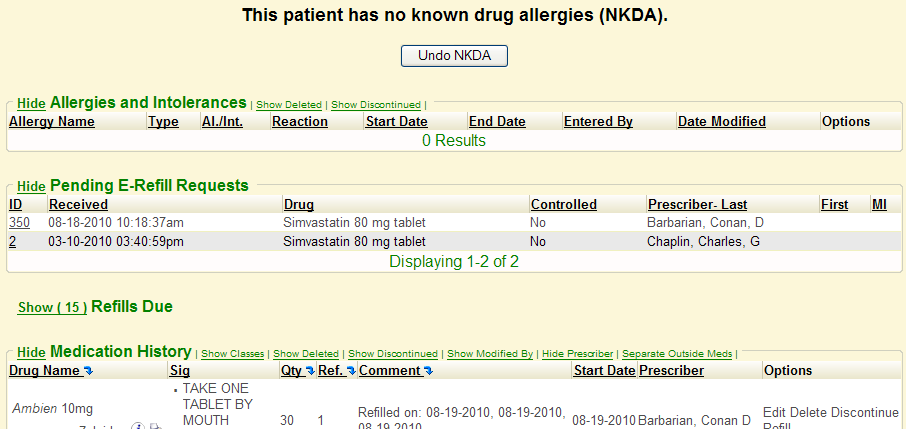 This patient has no known drug allergies (NKDA).
Undo NKDA
Hide Allergies and Intolerances | Show Deleted | Show Discontinued |
Allergy Name Type Al./Int. Reaction Start Date End Date Entered By Date Modified Options
0 Results
Hide Pending E-Refill Requests
ID Received Drug Controlled Prescriber- Last First MI
350 08-18-2010 10:18:37am Simvastatin 80 mg tablet No Barbarian, Conan, D
2 03-10-2010 03:40:59pm Simvastatin 80 mg tablet No Chaplin, Charles, G
Displaying 1-2 of 2
Show ( 15 ) Refills Due
Hide Medication History | Show Classes | Show Deleted | Show Discontinued | Show Modified By | Hide Prescriber | Separate Outside Meds |
Drug Name Sig Qty Ref. Comment Start Date Prescriber Options
Ambien 10mg
• TAKE ONE
TABLET BY
MOUTH
30 1
Refilled on: 08-19-2010, 08-19-2010,
08-19-2010
08-19-2010 Barbarian, Conan D
Edit Delete Discontinue
Refill